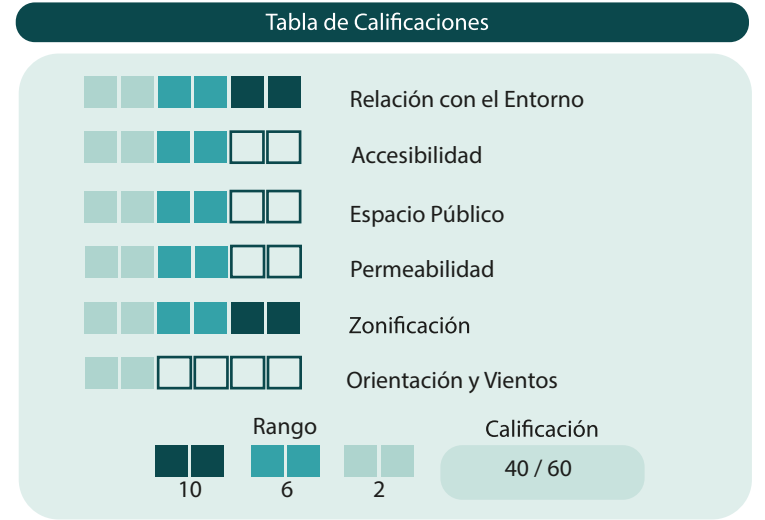 Tabla de Calificaciones
Relación con el Entorno
Accesibilidad
Espacio Público
Permeabilidad
Zonificación
Orientación y Vientos
Rango
Calificación
10
6
2
40 / 60